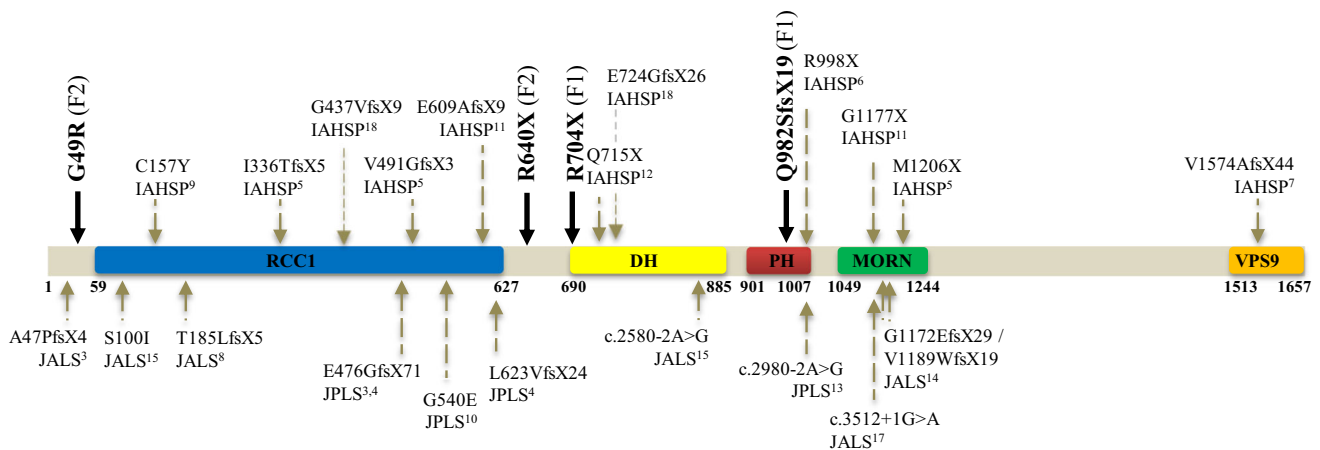 G49R (F2)
C157Y
IAHSP9
I336TfsX5
IAHSP5
G437VfsX9
IAHSP18
V491GfsX3
IAHSP5
E609AfsX9
IAHSP11
R640X (F2)
R704X (F1)
Q715X
IAHSP12
E724GfsX26
IAHSP18
Q982SfsX19 (F1)
R998X
IAHSP6
G1177X
IAHSP11
M1206X
IAHSP5
V1574AfsX44
IAHSP7
RCC1
DH
PH
MORN
VPS9
1
59
627
690
885
901
1007
1049
1244
1513
1657
A47PfsX4
JALS3
S100I
JALS15
T185LfsX5
JALS8
E476GfsX71
JPLS3,4
G540E
JPLS10
L623VfsX24
JPLS4
c.2580-2A>G
JALS15
c.2980-2A>G
JPLS13
c.3512+1G>A
JALS17
G1172EfsX29 /
V1189WfsX19
JALS14